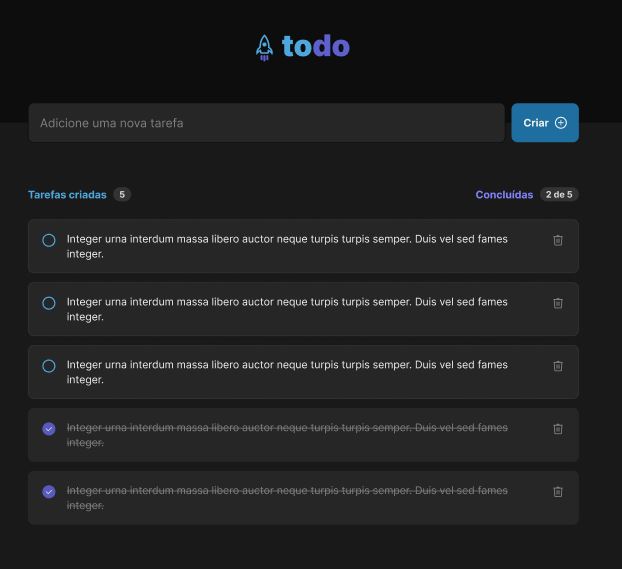 todo
Adicione uma nova tarefa
Criar
Tarefas criadas 5
Concluídas 2 de 5
Integer urna interdum massa libero auctor neque turpis turpis semper. Duis vel sed fames
integer.
Integer urna interdum massa libero auctor neque turpis turpis semper. Duis vel sed fames
integer.
Integer urna interdum massa libero auctor neque turpis turpis semper. Duis vel sed fames
integer.
Integer urna interdum massa libero auctor neque turpis turpis semper. Duis vel sed fames
integer.
Integer urna interdum massa libero auctor neque turpis turpis semper. Duis vel sed fames
integer.